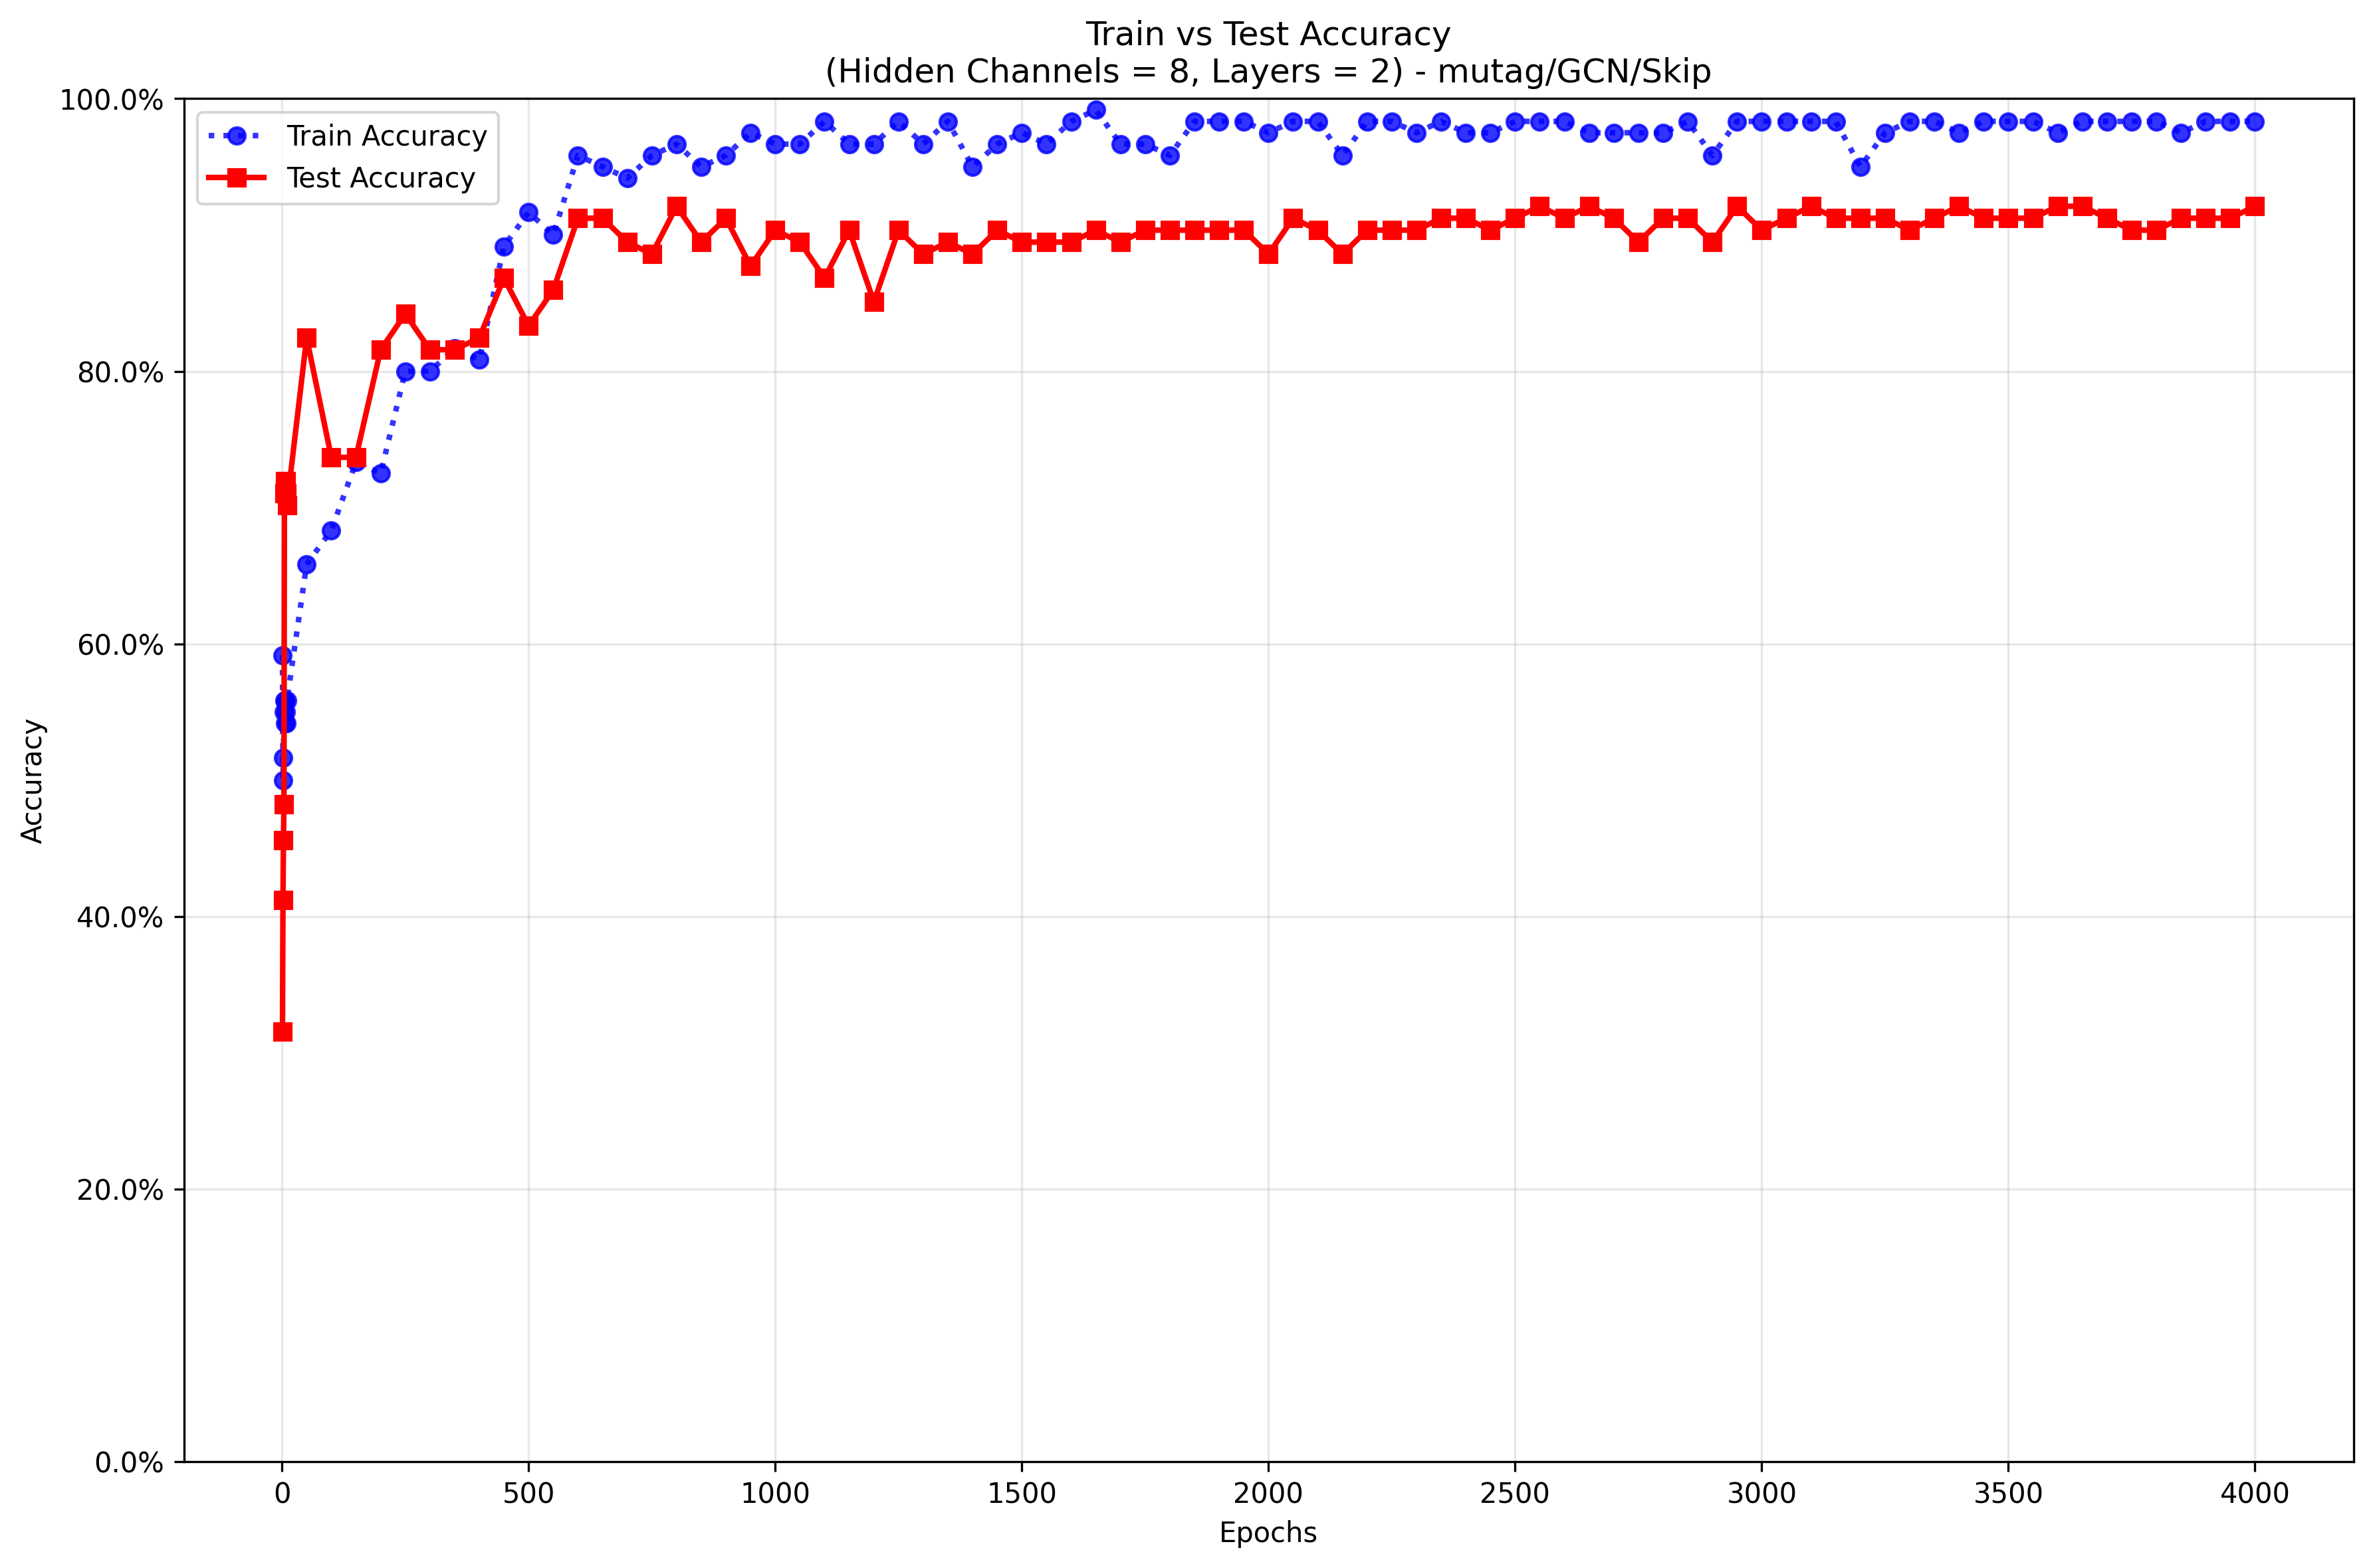 Train vs Test Accuracy
(Hidden Channels = 8, Layers = 2) - mutag/GCN/Skip
Train Accuracy
Test Accuracy
100.0%
80.0%
60.0%
40.0%
20.0%
0.0%
Accuracy
0 500 1000 1500 2000 2500 3000 3500 4000
Epochs